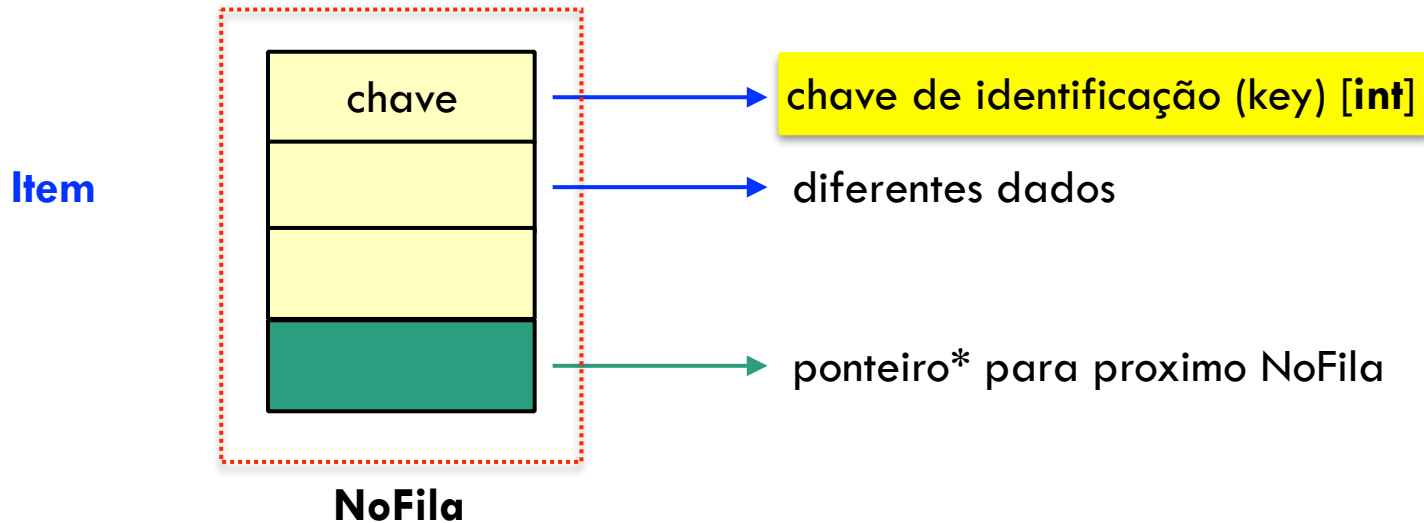 chave
chave de identificação (key) [int]
Item
diferentes dados
ponteiro* para proximo NoFila
NoFila